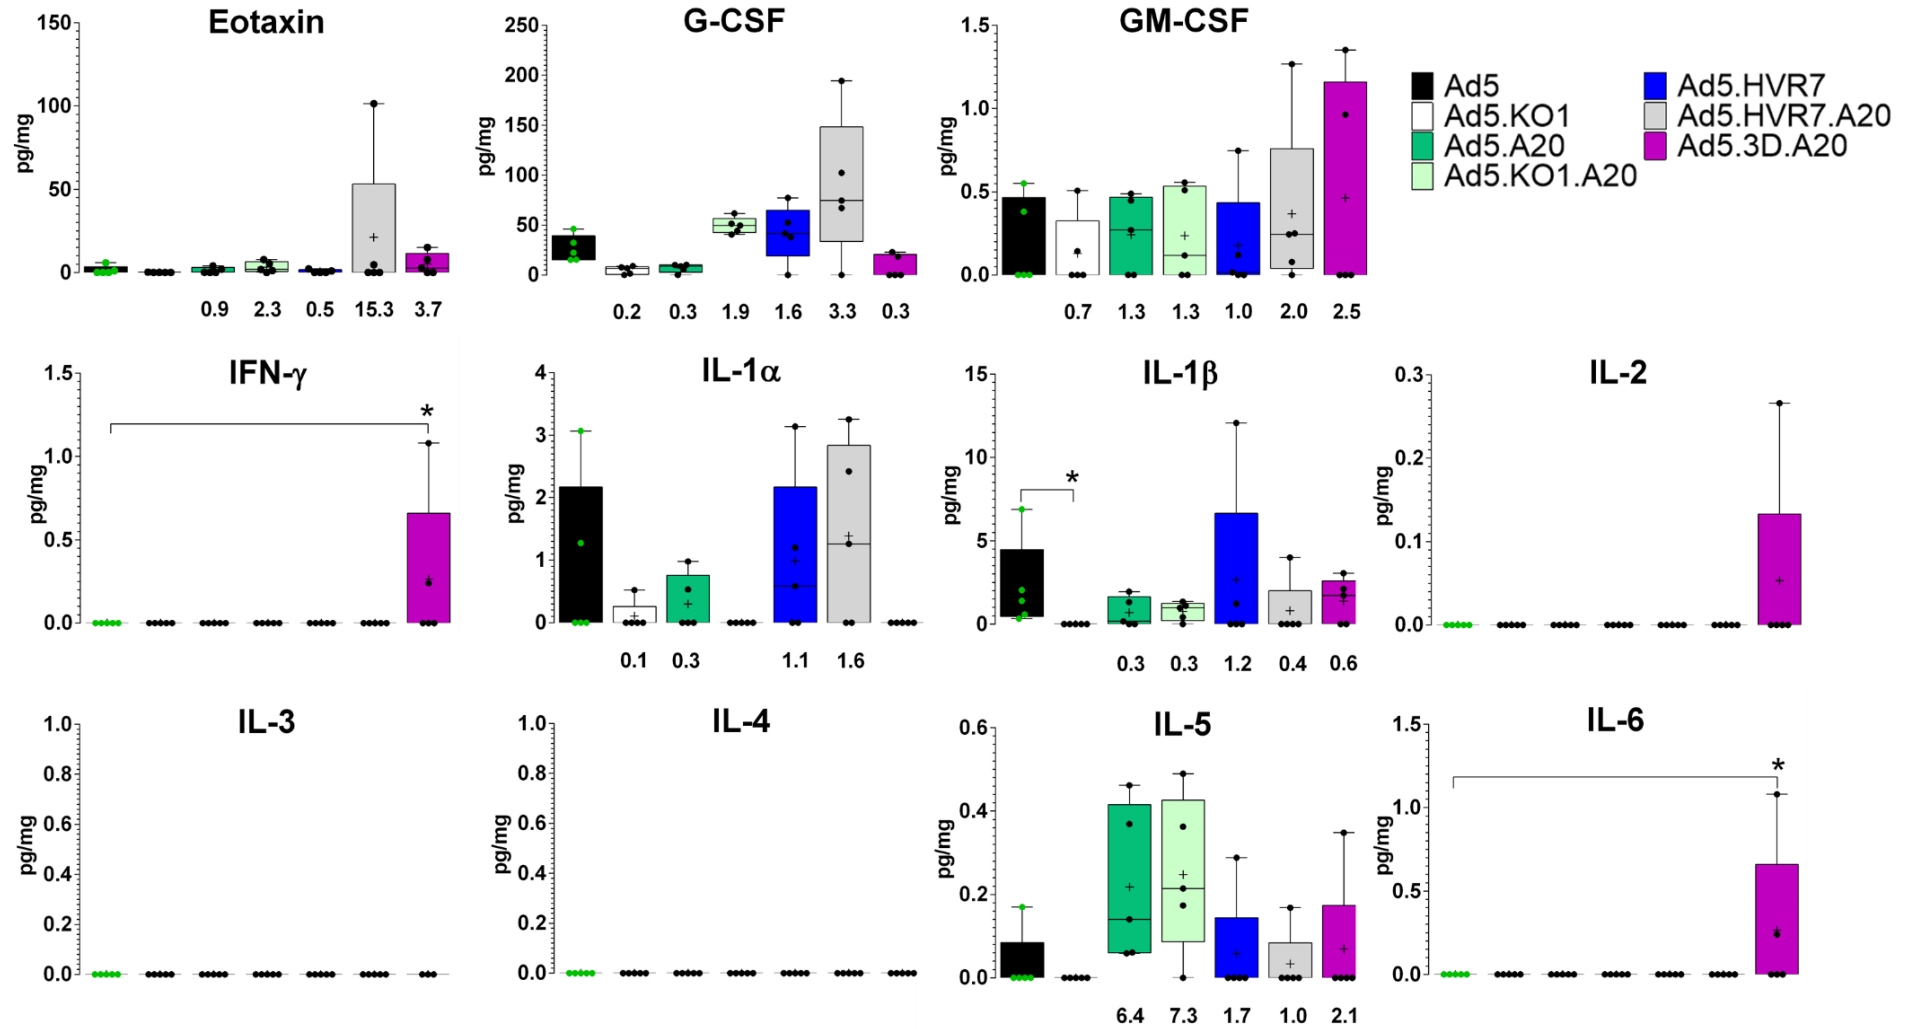 Eotaxin
150
100
50
0
pg/mg
0.9 2.3 0.5 15.3 3.7
G-CSF
250
200
150
100
50
0
pg/mg
0.2 0.3 1.9 1.6 3.3 0.3
GM-CSF
1.5
1.0
0.5
0.0
pg/mg
0.7 1.3 1.3 1.0 2.0 2.5
Ad5
Ad5.KO1
Ad5.A20
Ad5.KO1.A20
Ad5.HVR7
Ad5.HVR7.A20
Ad5.3D.A20
IFN-γ
1.5
1.0
0.5
0.0
pg/mg
*
IL-1α
4
3
2
1
0
pg/mg
0.1 0.3 1.1 1.6
IL-1β
15
10
5
0
pg/mg
*
0.3 0.3 1.2 0.4 0.6
IL-2
0.3
0.2
0.1
0.0
pg/mg
IL-3
1.0
0.8
0.6
0.4
0.2
0.0
pg/mg
IL-4
1.0
0.8
0.6
0.4
0.2
0.0
pg/mg
IL-5
0.6
0.4
0.2
0.0
pg/mg
6.4 7.3 1.7 1.0 2.1
IL-6
1.5
1.0
0.5
0.0
pg/mg
*